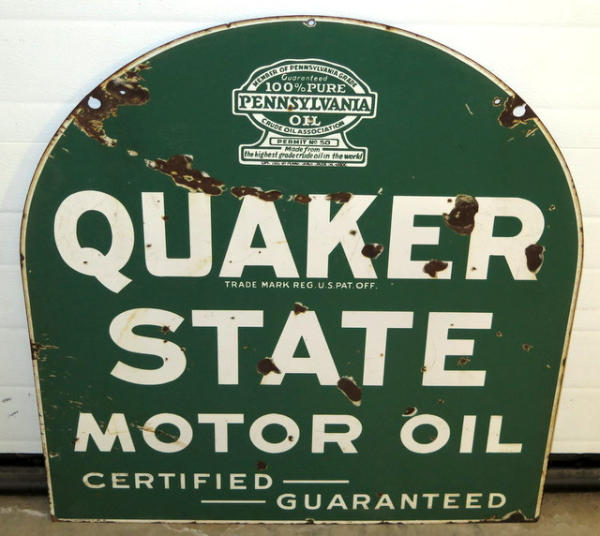 MEMBER OF PENNSYLVANIA GRADE
Guaranteed
100% PURE
PENNSYLVANIA
OIL
CRUDE OIL ASSOCIATION
PERMIT No 50
Made from
the highest grade crude oil in the world
QUAKER
TRADE MARK REG. U.S. PAT. OFF.
STATE
MOTOR OIL
CERTIFIED
GUARANTEED